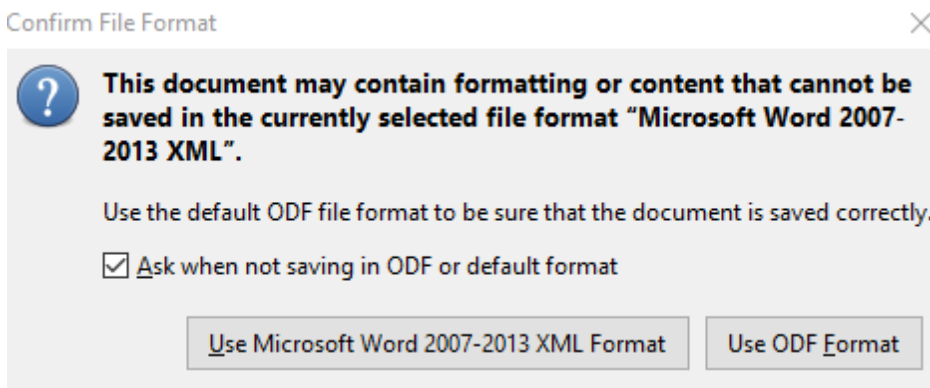 Confirm File Format
This document may contain formatting or content that cannot be
saved in the currently selected file format “Microsoft Word 2007-
2013 XML”.
Use the default ODF file format to be sure that the document is saved correctly.
Ask when not saving in ODF or default format
Use Microsoft Word 2007-2013 XML Format
Use ODF Format